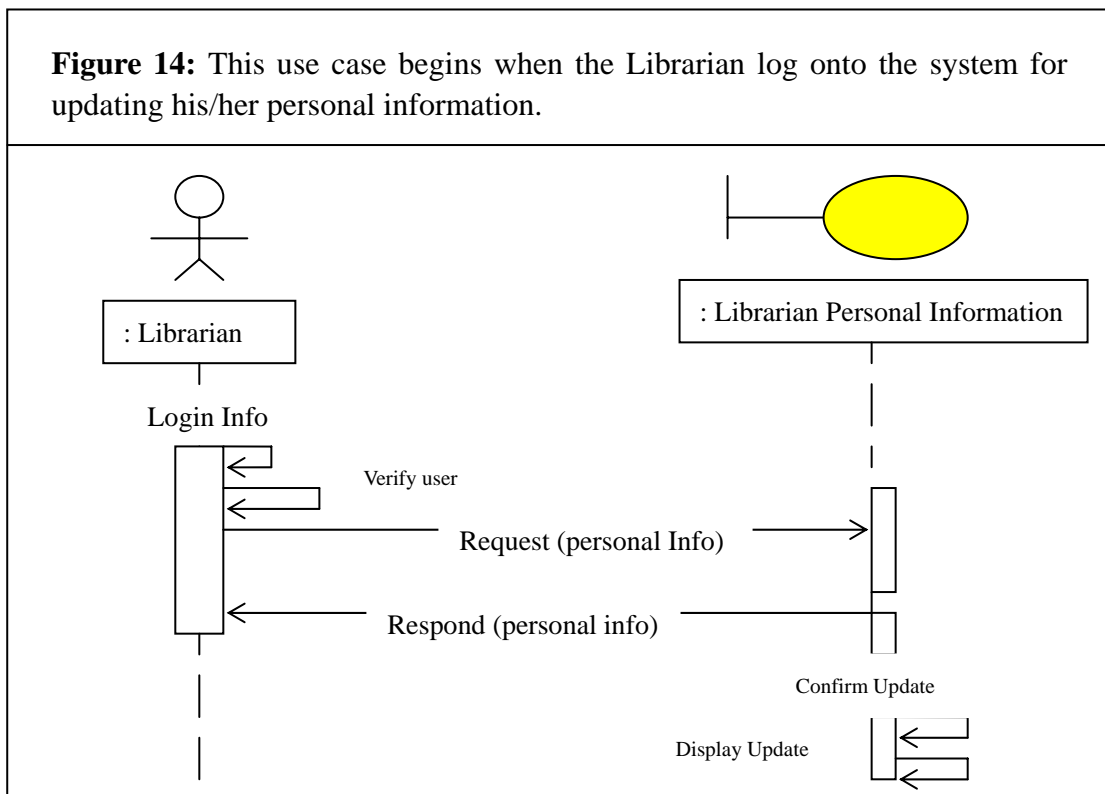 Figure 14: This use case begins when the Librarian log onto the system for
updating his/her personal information.
: Librarian
: Librarian Personal Information
Login Info
Verify user
Request (personal Info)
Respond (personal info)
Confirm Update
Display Update